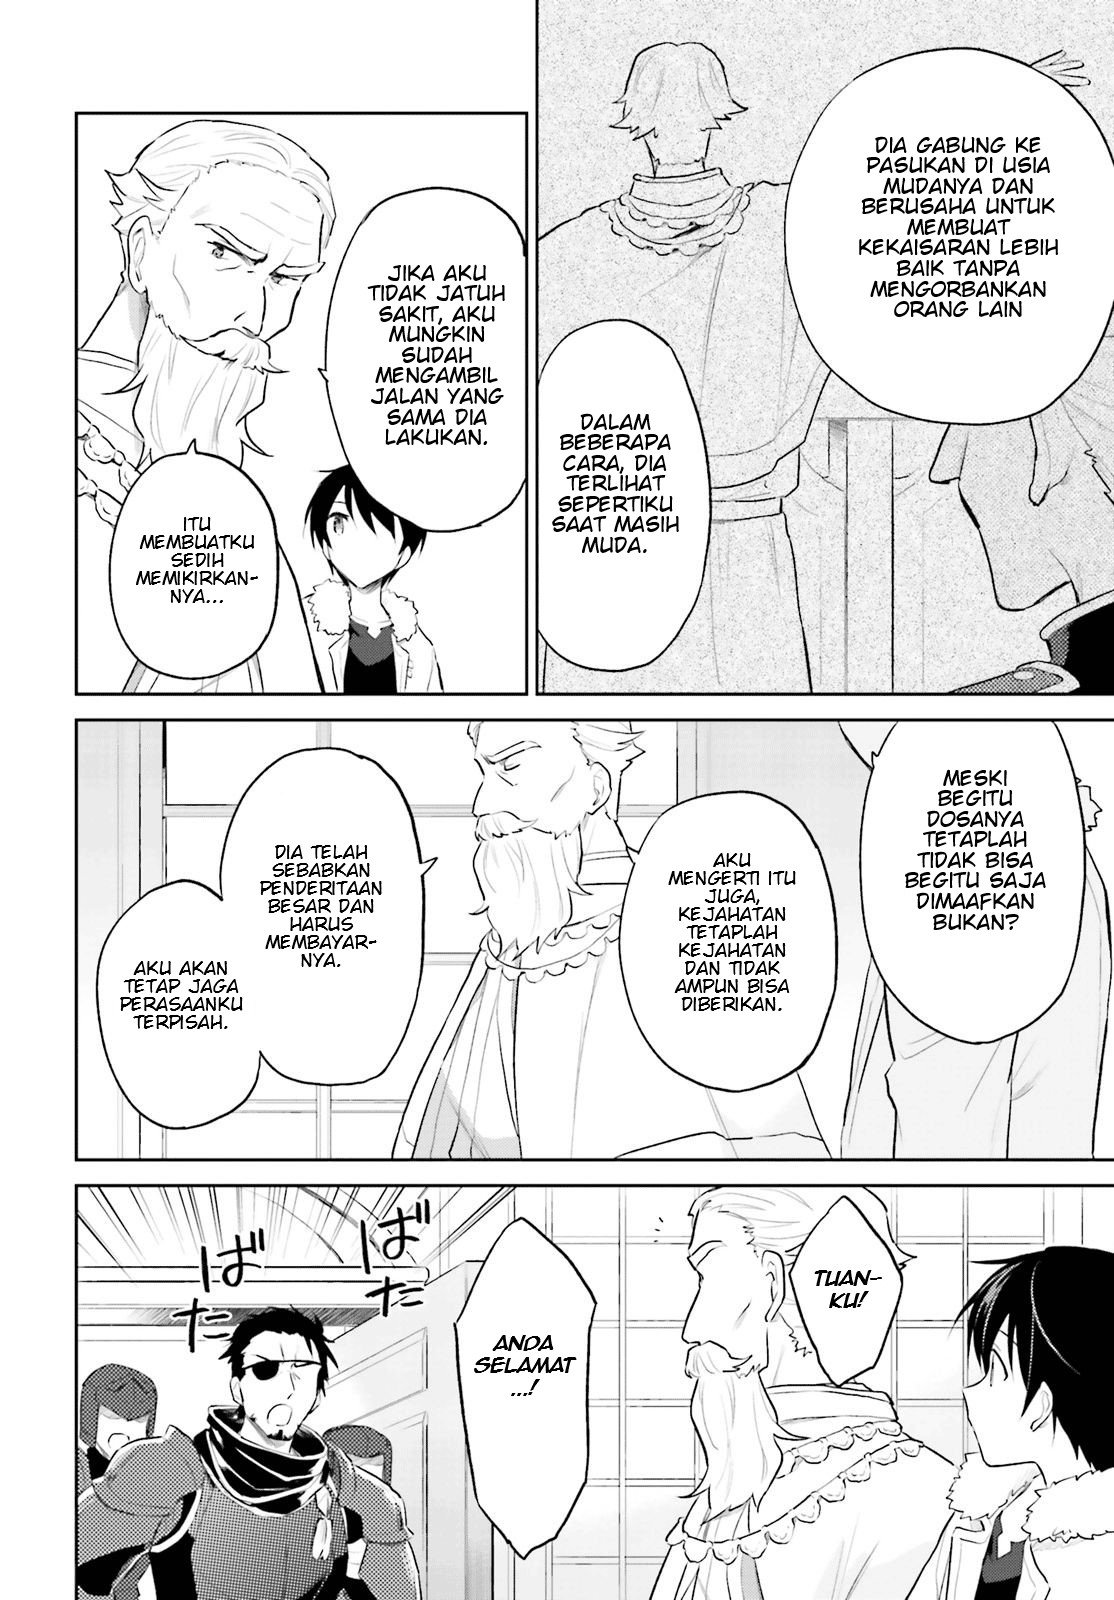 DIA GABUNG KE
PASUKAN DI USIA
MUDANYA DAN
BERUSAHA UNTUK
MEMBUAT
KEKAISARAN LEBIH
BAIK TANPA
MENGORBANKAN
ORANG LAIN
DALAM
BEBERAPA
CARA, DIA
TERLIHAT
SEPERTIKU
SAAT MASIH
MUDA.
JIKA AKU
TIDAK JATUH
SAKIT, AKU
MUNGKIN
SUDAH
MENGAMBIL
JALAN YANG
SAMA DIA
LAKUKAN.
ITU
MEMBUATKU
SEDIH
MEMIKIRKAN-
NYA...
MESKI
BEGITU
DOSANYA
TETAPLAH
TIDAK BISA
BEGITU SAJA
DIMAAFKAN
BUKAN?
AKU
MENGERTI ITU
JUGA,
KEJAHATAN
TETAPLAH
KEJAHATAN
DAN TIDAK
AMPUN BISA
DIBERIKAN.
DIA TELAH
SEBABKAN
PENDERITAAN
BESAR DAN
HARUS
MEMBAYAR-
NYA.
AKU AKAN
TETAP JAGA
PERASAANKU
TERPISAH.
TUAN-
KU!
ANDA
SELAMAT
...!
ばた
ばた